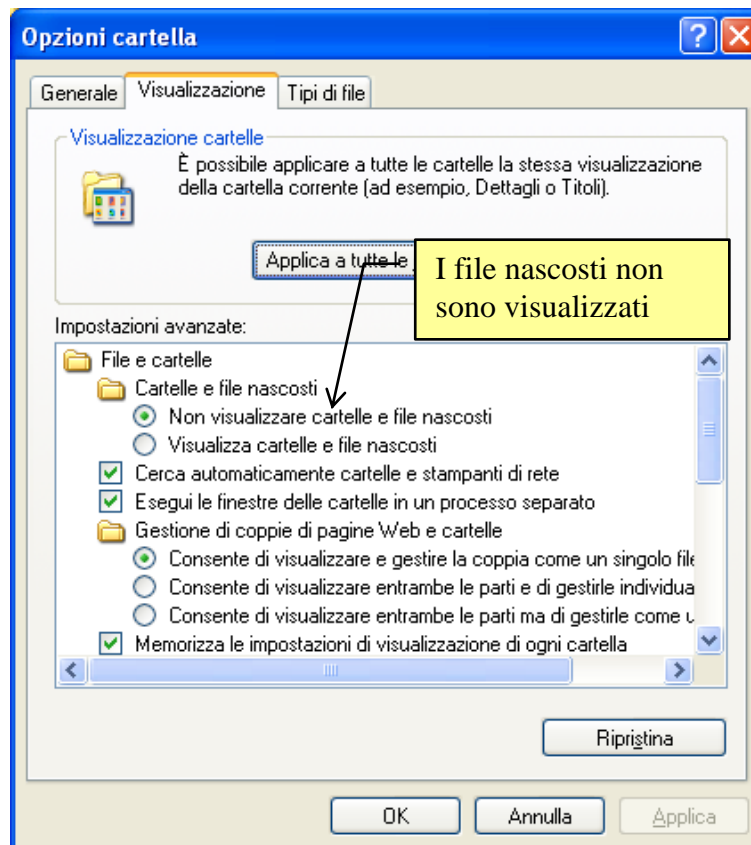 Opzioni cartella
Generale Visualizzazione Tipi di file
Visualizzazione cartelle
È possibile applicare a tutte le cartelle la stessa visualizzazione
della cartella corrente (ad esempio, Dettagli o Titoli).
Applica a tutte le
I file nascosti non
sono visualizzati
Impostazioni avanzate:
File e cartelle
Cartelle e file nascosti
Non visualizzare cartelle e file nascosti
Visualizza cartelle e file nascosti
Cerca automaticamente cartelle e stampanti di rete
Esegui le finestre delle cartelle in un processo separato
Gestione di coppie di pagine Web e cartelle
Consente di visualizzare e gestire la coppia come un singolo file
Consente di visualizzare entrambe le parti e di gestirle individua
Consente di visualizzare entrambe le parti ma di gestirle come u
Memorizza le impostazioni di visualizzazione di ogni cartella
Ripristina
OK Annulla Applica